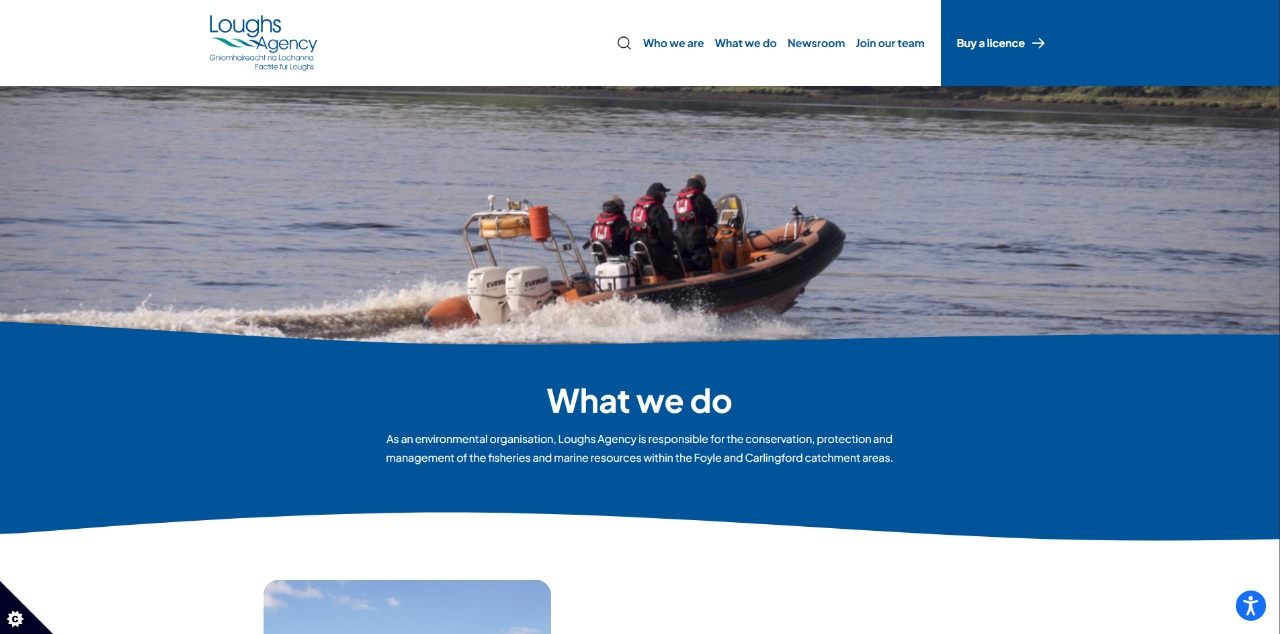 Loughs
Agency
Gníomhaireacht na Lochanna
Factrie fur Loughs
Who we are
What we do
Newsroom
Join our team
Buy a licence
EVINRUDE
What we do
As an environmental organisation, Loughs Agency is responsible for the conservation, protection and
management of the fisheries and marine resources within the Foyle and Carlingford catchment areas.